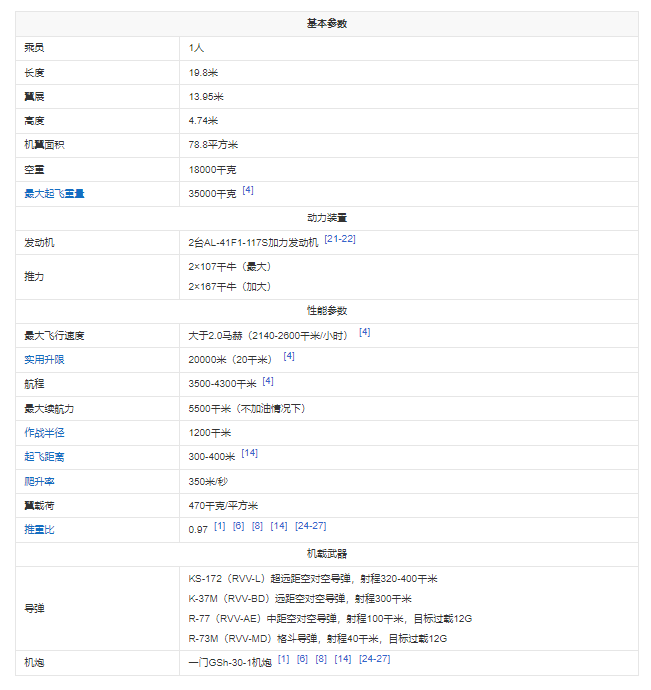 基本参数
乘员 1人
长度 19.8米
翼展 13.95米
高度 4.74米
机翼面积 78.8平方米
空重 18000千克
最大起飞重量 35000千克 [4]
动力装置
发动机 2台AL-41F1-117S加力发动机 [21-22]
推力
2×107千牛（最大）
2×167千牛（加大）
性能参数
最大飞行速度 大于2.0马赫（2140-2600千米/小时） [4]
实用升限 20000米（20千米） [4]
航程 3500-4300千米 [4]
最大续航力 5500千米（不加油情况下）
作战半径 1200千米
起飞距离 300-400米 [14]
爬升率 350米/秒
翼载荷 470千克/平方米
推重比 0.97 [1] [6] [8] [14] [24-27]
机载武器
导弹
KS-172（RVV-L）超远距空对空导弹，射程320-400千米
K-37M（RVV-BD）远距空对空导弹，射程300千米
R-77（RVV-AE）中距空对空导弹，射程100千米，目标过载12G
R-73M（RVV-MD）格斗导弹，射程40千米，目标过载12G
机炮 一门GSh-30-1机炮 [1] [6] [8] [14] [24-27]